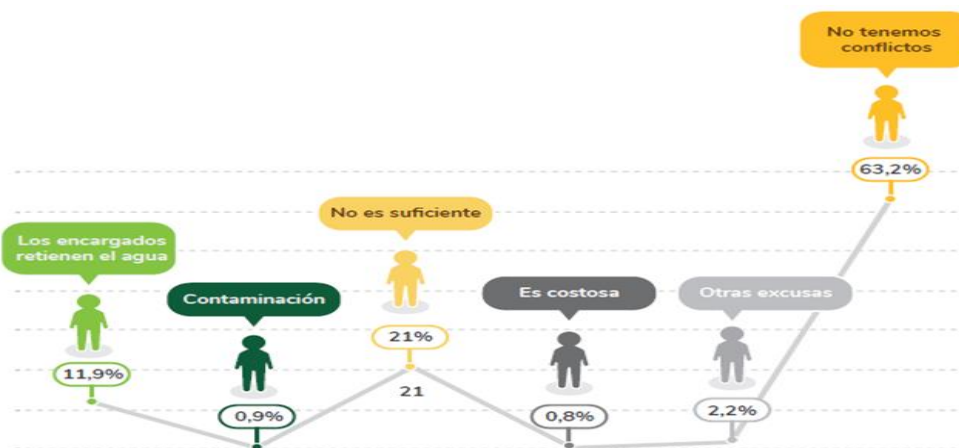 No tenemos
conflictos
63,2%
No es suficiente
21%
21
Los encargados
retienen el agua
11,9%
Contaminación
0,9%
Es costosa
0,8%
Otras excusas
2,2%